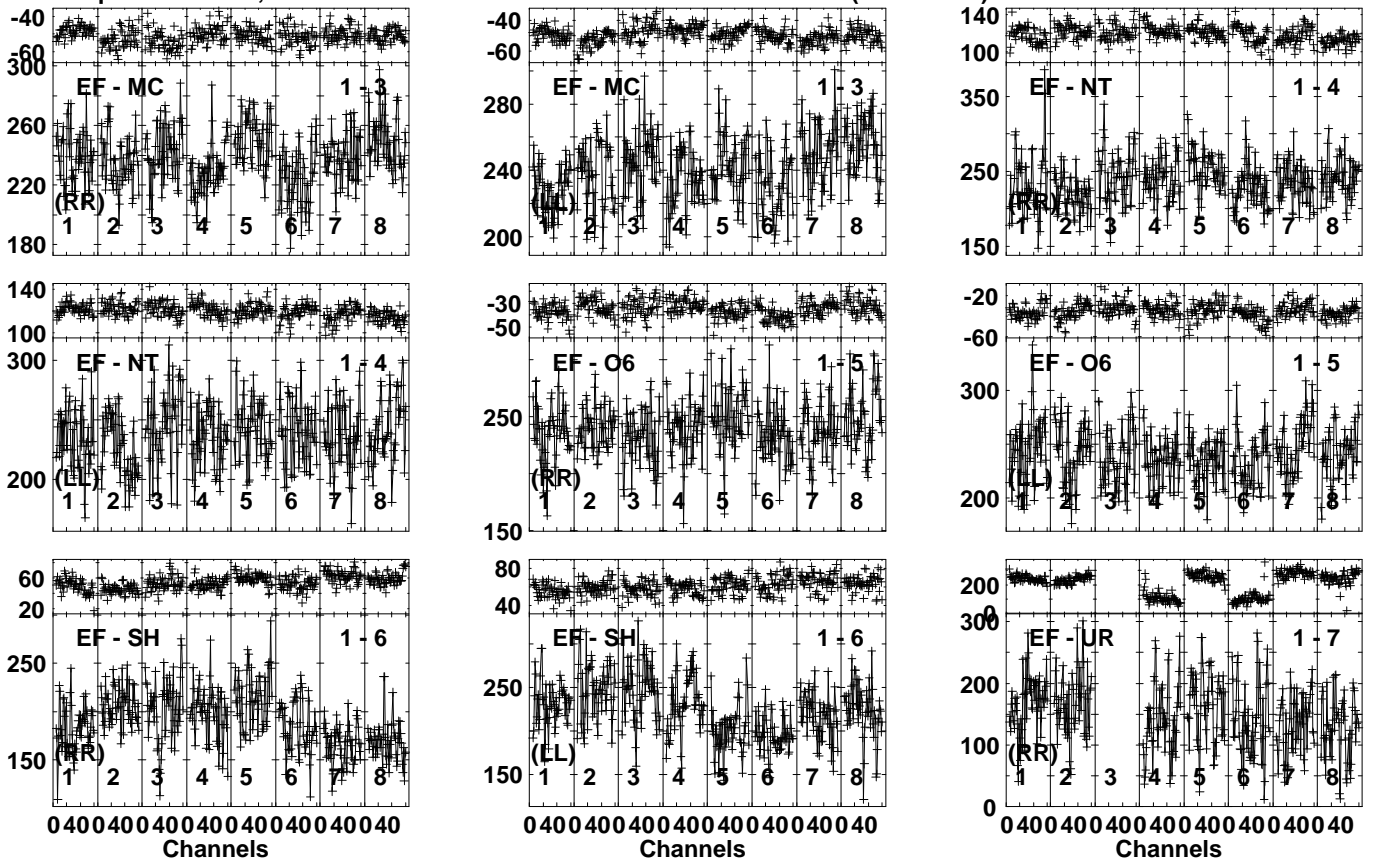 -40
-60
300
EF - MC 1 - 3
260
220
(RR)
180
1 2 3 4 5 6 7 8
-40
-60
280
EF - MC 1 - 3
240
(LL)
200
1 2 3 4 5 6 7 8
140
100
350
EF - NT 1 - 4
250
(RR)
150
1 2 3 4 5 6 7 8
140
100
300
EF - NT 1 - 4
200
(LL)
1 2 3 4 5 6 7 8
-30
-50
EF - O6 1 - 5
250
(RR)
150
1 2 3 4 5 6 7 8
-20
-60
300
EF - O6 1 - 5
(LL)
200
1 2 3 4 5 6 7 8
60
20
EF - SH 1 - 6
250
(RR)
150
1 2 3 4 5 6 7 8
0 40 0 40 0 40 0 40 0 40 0 40 0 40 0 40
Channels
80
40
EF - SH 1 - 6
250
(LL)
150
1 2 3 4 5 6 7 8
0 40 0 40 0 40 0 40 0 40 0 40 0 40 0 40
Channels
200
0
300
EF - UR 1 - 7
200
100
(RR)
0
1 2 3 4 5 6 7 8
0 40 0 40 0 40 0 40 0 40 0 40 0 40 0 40
Channels